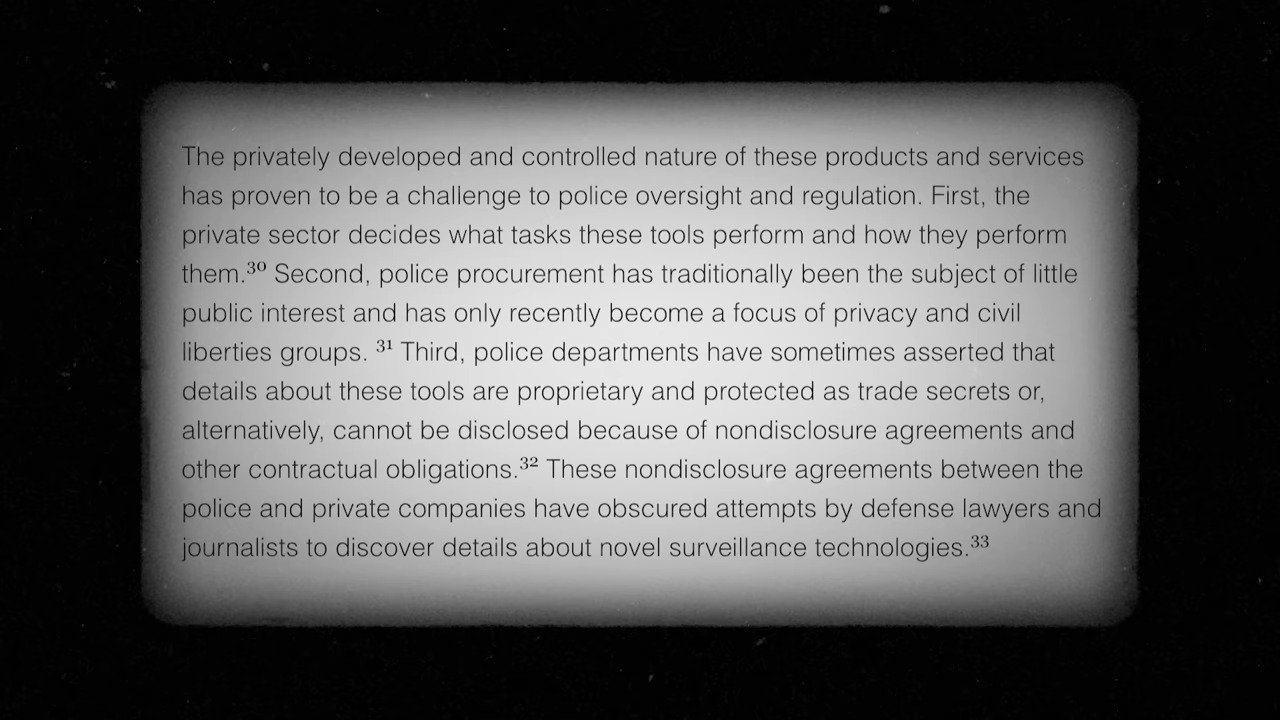 The privately developed and controlled nature of these products and services
has proven to be a challenge to police oversight and regulation. First, the
private sector decides what tasks these tools perform and how they perform
them.³⁰ Second, police procurement has traditionally been the subject of little
public interest and has only recently become a focus of privacy and civil
liberties groups. ³¹ Third, police departments have sometimes asserted that
details about these tools are proprietary and protected as trade secrets or,
alternatively, cannot be disclosed because of nondisclosure agreements and
other contractual obligations.³² These nondisclosure agreements between the
police and private companies have obscured attempts by defense lawyers and
journalists to discover details about novel surveillance technologies.³³